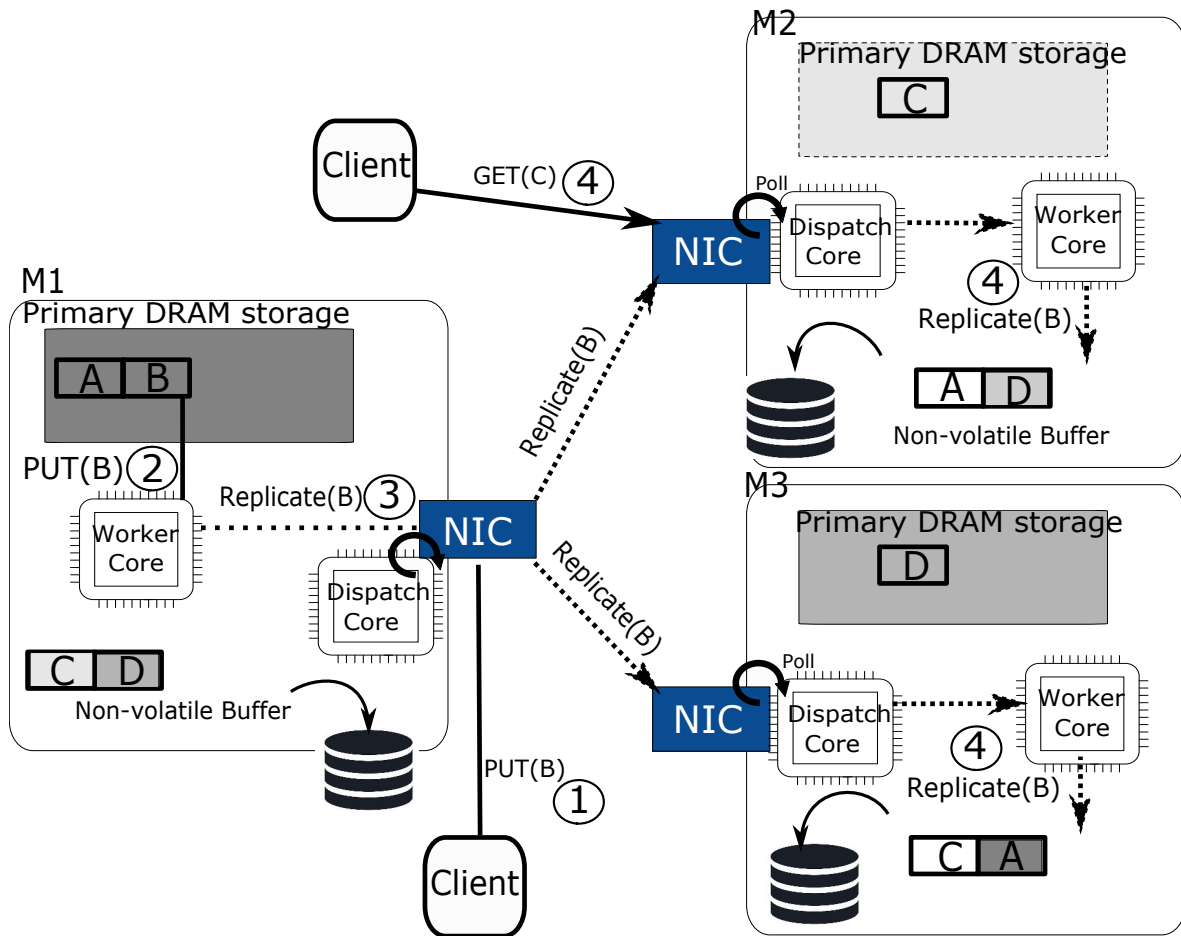 M2
Primary DRAM storage
C
Client
GET(C) 4
Poll
NIC
Dispatch
Core
Worker
Core
4
Replicate(B)
A D
Non-volatile Buffer
M1
Primary DRAM storage
A B
PUT(B) 2
Replicate(B) 3
Worker
Core
NIC
Dispatch
Core
C D
Non-volatile Buffer
Replicate(B)
Replicate(B)
PUT(B)
1
Client
M3
Primary DRAM storage
D
Poll
NIC
Dispatch
Core
Worker
Core
4
Replicate(B)
C A